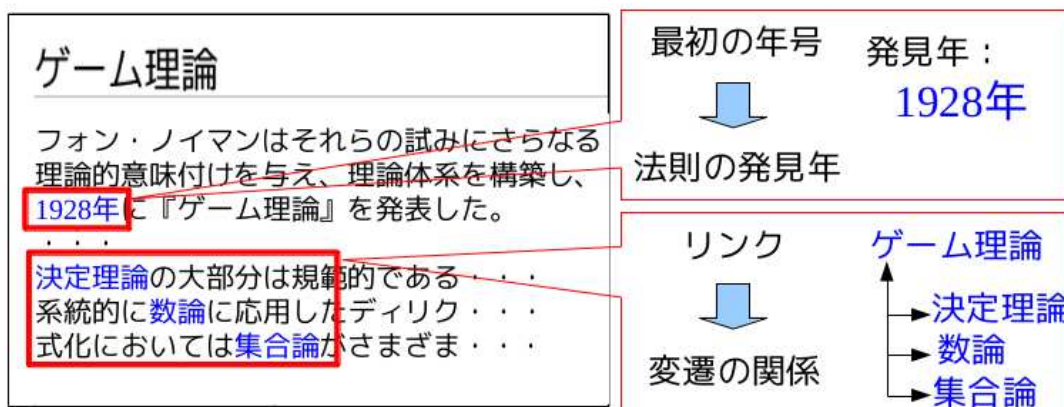 ゲーム理論
フォン・ノイマンはそれらの試みにさらなる
理論的意味付けを与え、理論体系を構築し、
1928年に『ゲーム理論』を発表した。
・・・
決定理論の大部分は規範的である・・・
系統的に数論に応用したディリク・・・
式化においては集合論がさまざま・・・
最初の年号
法則の発見年
発見年：
1928年
リンク
変遷の関係
ゲーム理論
決定理論
数論
集合論